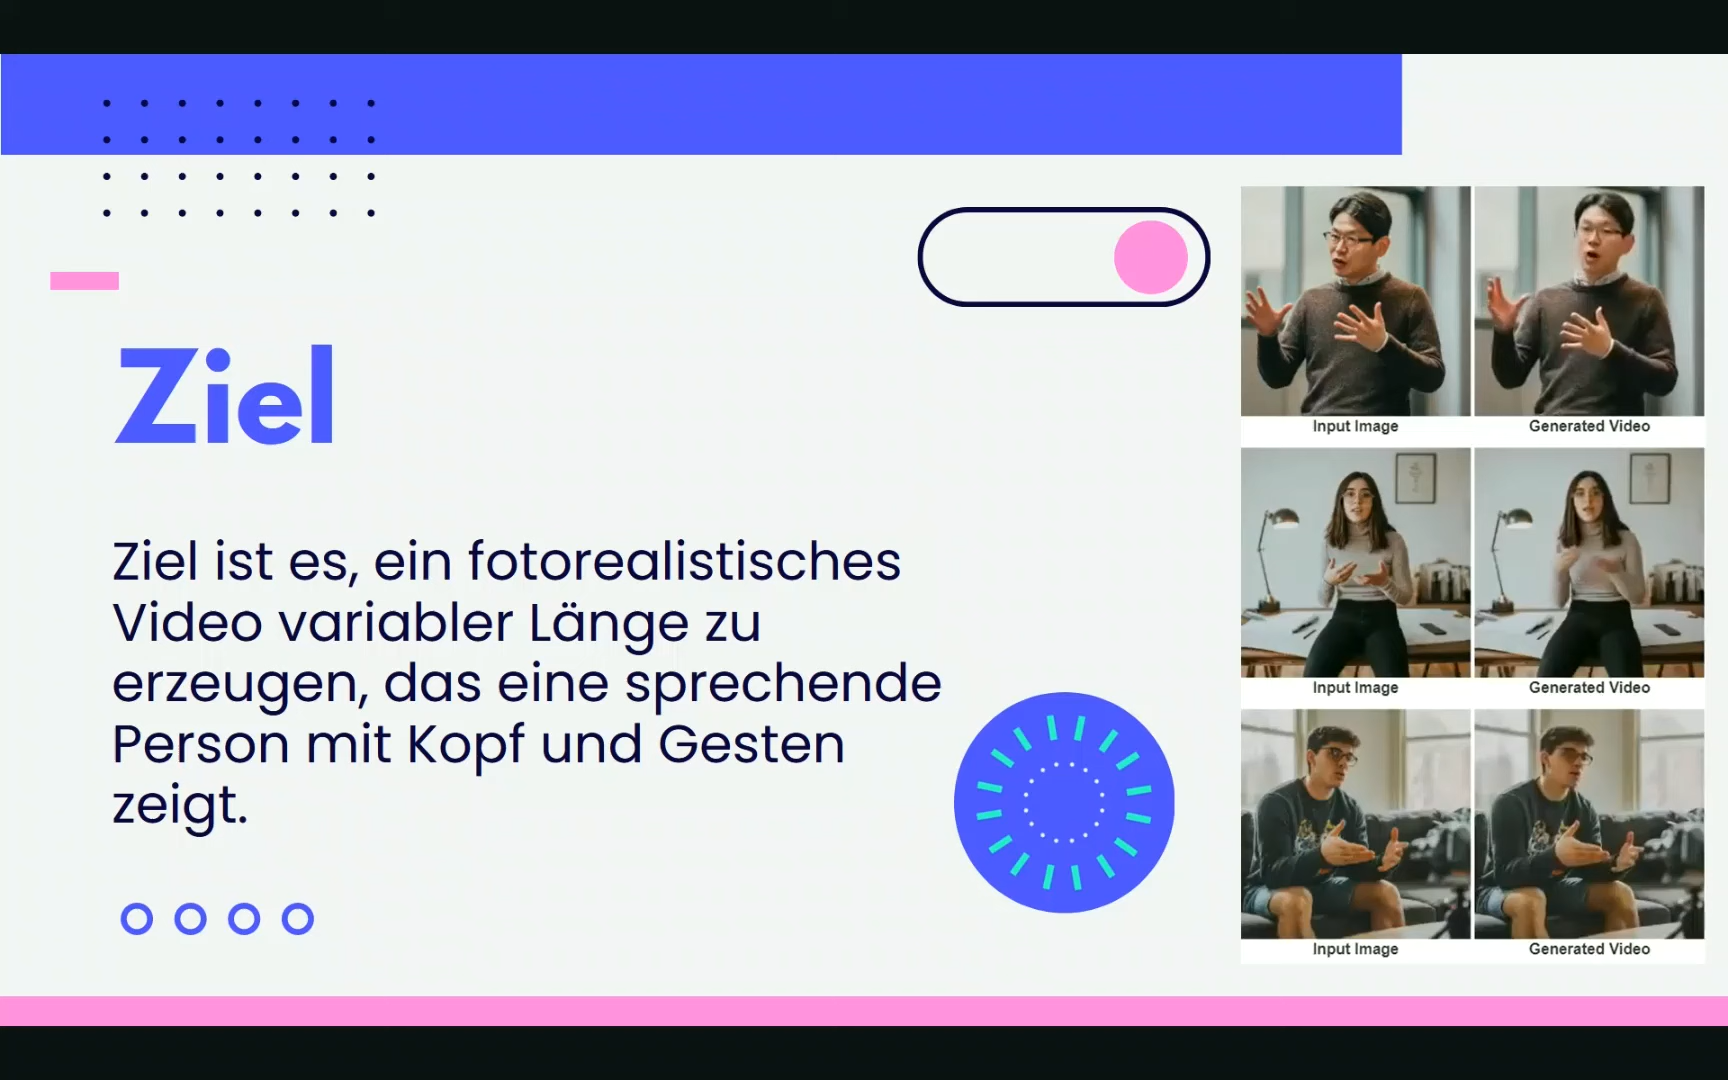 Ziel
Ziel ist es, ein fotorealistisches
Video variabler Länge zu
erzeugen, das eine sprechende
Person mit Kopf und Gesten
zeigt.
Input Image
Generated Video
Input Image
Generated Video
Input Image
Generated Video